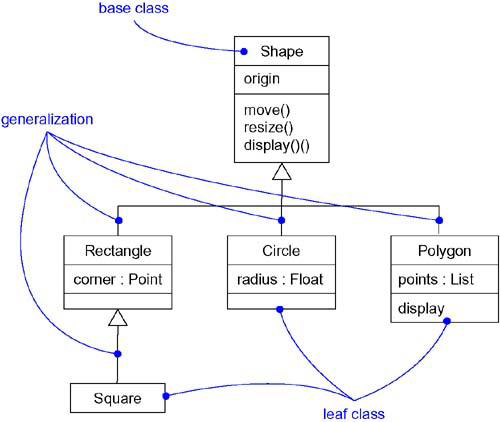 base class
Shape
origin
move()
resize()
display()()
generalization
Rectangle
corner : Point
Circle
radius : Float
Polygon
points : List
display
Square
leaf class